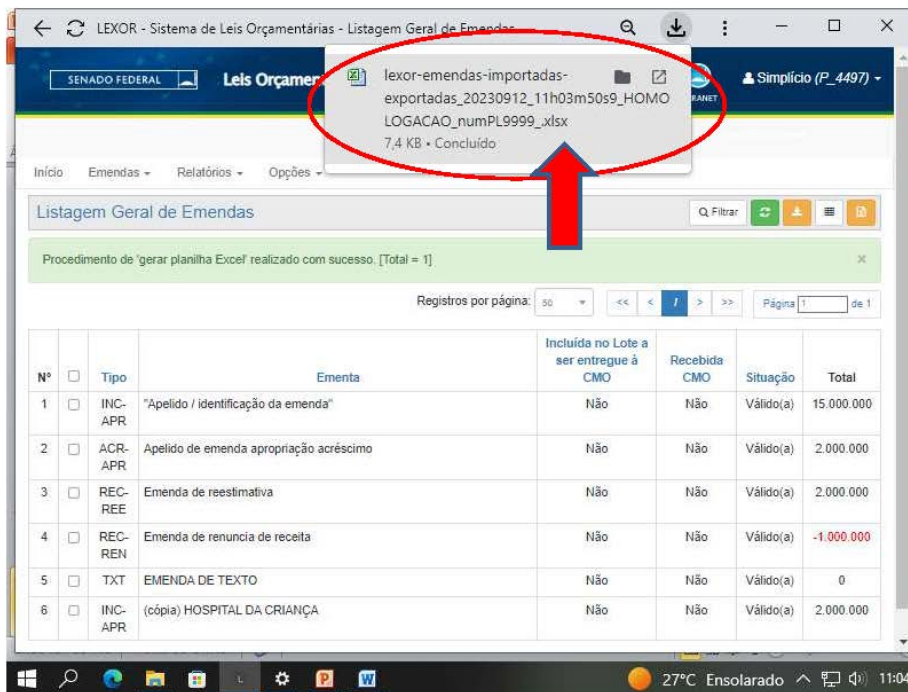 LEXOR - Sistema de Leis Orçamentárias - Listagem Geral de Emendas
lexor-emendas-importadas-
exportadas_20230912_11h03m50s9_HOMO
LOGACAO_numPL9999_.xlsx
7,4 KB • Concluído
SENADO FEDERAL
Leis Orçamen
RANET
Simplício (P_4497)
Início Emendas Relatórios Opções
Listagem Geral de Emendas
Filtrar
Procedimento de 'gerar planilha Excel' realizado com sucesso. [Total = 1]
Registros por página: 50 << < 1 > >> Página 1 de 1
Nº Tipo Ementa Incluída no Lote a ser entregue à CMO Recebida CMO Situação Total
1 INC-APR "Apelido / identificação da emenda" Não Não Válido(a) 15.000.000
2 ACR-APR Apelido de emenda apropriação acréscimo Não Não Válido(a) 2.000.000
3 REC-REE Emenda de reestimativa Não Não Válido(a) 2.000.000
4 REC-REN Emenda de renuncia de receita Não Não Válido(a) -1.000.000
5 TXT EMENDA DE TEXTO Não Não Válido(a) 0
6 INC-APR (cópia) HOSPITAL DA CRIANÇA Não Não Válido(a) 2.000.000
27°C Ensolarado 11:04